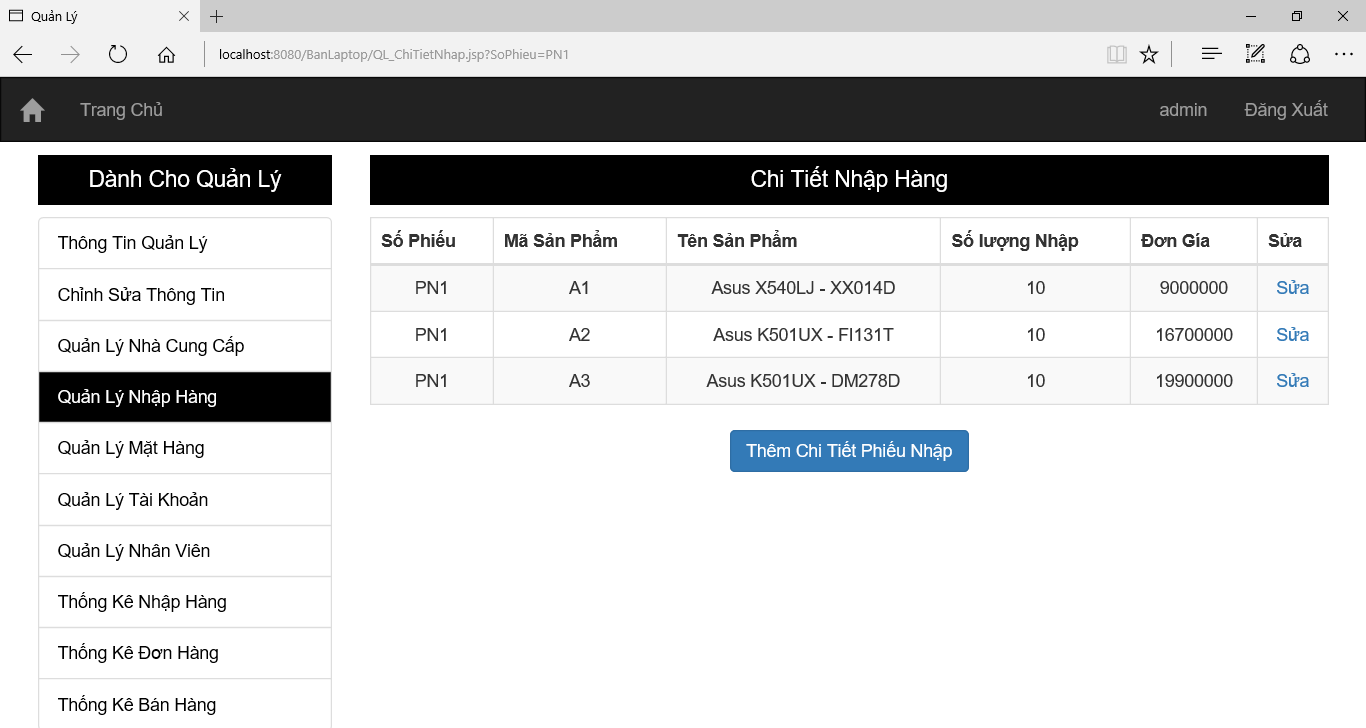 Quản Lý
localhost:8080/BanLaptop/QL_ChiTietNhap.jsp?SoPhieu=PN1
Trang Chủ admin Đăng Xuất
Dành Cho Quản Lý
Thông Tin Quản Lý
Chỉnh Sửa Thông Tin
Quản Lý Nhà Cung Cấp
Quản Lý Nhập Hàng
Quản Lý Mặt Hàng
Quản Lý Tài Khoản
Quản Lý Nhân Viên
Thống Kê Nhập Hàng
Thống Kê Đơn Hàng
Thống Kê Bán Hàng
Chi Tiết Nhập Hàng
Số Phiếu Mã Sản Phẩm Tên Sản Phẩm Số lượng Nhập Đơn Gía Sửa
PN1 A1 Asus X540LJ - XX014D 10 9000000 Sửa
PN1 A2 Asus K501UX - FI131T 10 16700000 Sửa
PN1 A3 Asus K501UX - DM278D 10 19900000 Sửa
Thêm Chi Tiết Phiếu Nhập